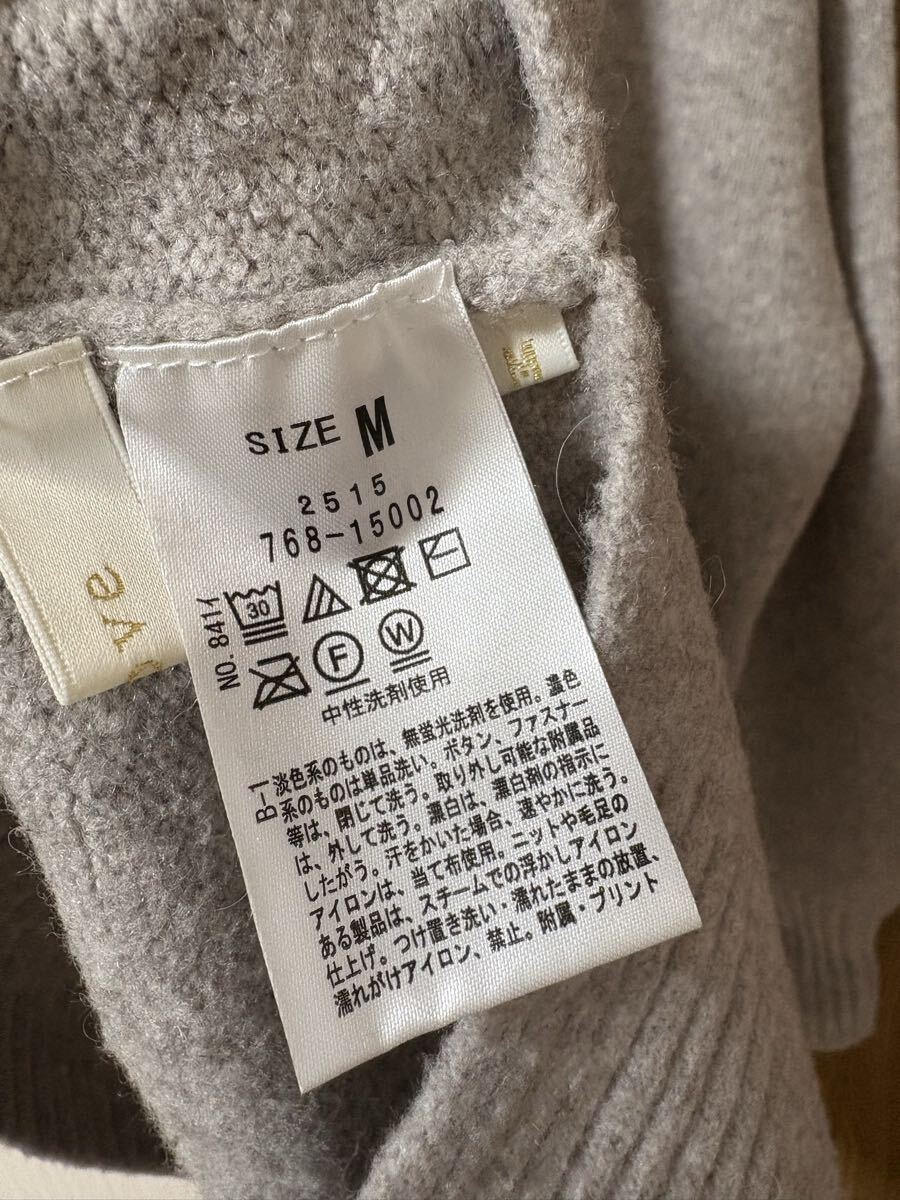 SIZE M
2515
768-15002
NO.841イ
30
F
W
中性洗剤使用
B-1
淡色系のものは、無蛍光洗剤を使用。濃色
系のものは単品洗い。ボタン、ファスナー
等は、閉じて洗う。取り外し可能な附属品
は、外して洗う。漂白は、漂白剤の指示に
したがう。汗をかいた場合、速やかに洗う。
アイロンは、当て布使用。ニットや毛足の
ある製品は、スチームでの浮かしアイロン
仕上げ。つけ置き洗い・濡れたままの放置、
濡れがけアイロン、禁止。附属・プリント